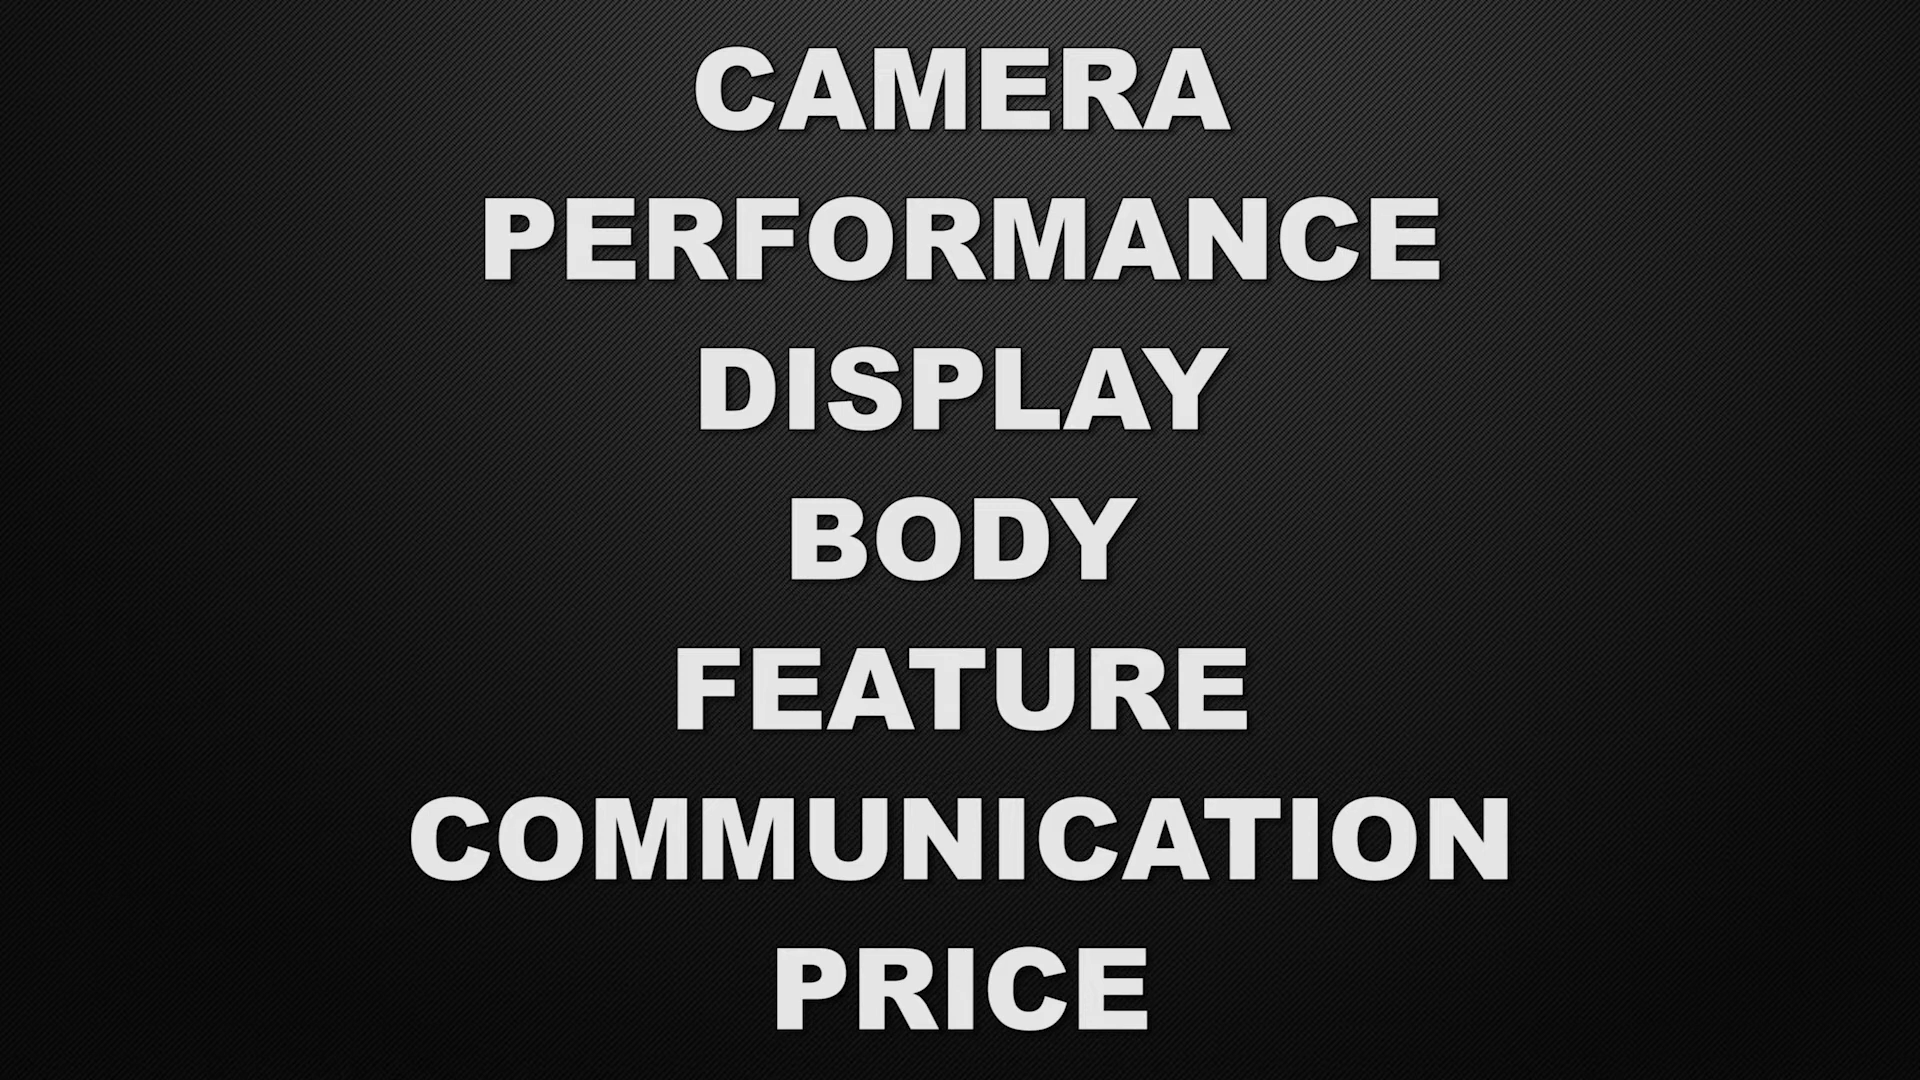 CAMERA
PERFORMANCE
DISPLAY
BODY
FEATURE
COMMUNICATION
PRICE